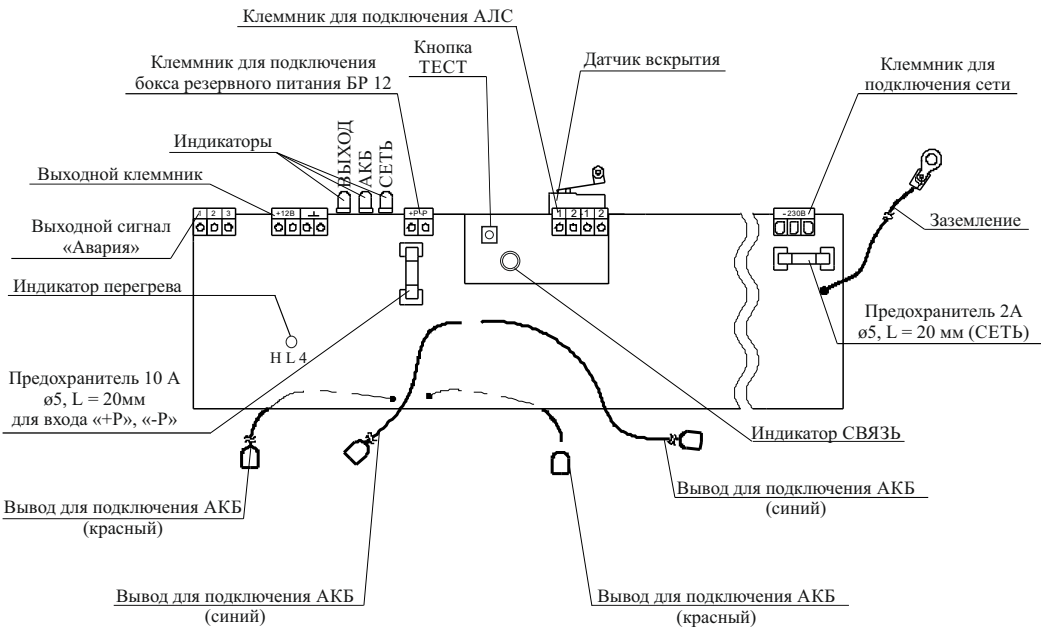 Клеммник для подключения АЛС
Кнопка
ТЕСТ
Датчик вскрытия
Клеммник для подключения
бокса резервного питания БР 12
Клеммник для
подключения сети
Индикаторы
ВЫХОД
АКБ
СЕТЬ
Выходной клеммник
1 2 3
+12В ⊥
+Р -Р
1 2 1 2
~230В
Выходной сигнал
«Авария»
Заземление
Индикатор перегрева
HL4
Предохранитель 2А
ø5, L = 20 мм (СЕТЬ)
Предохранитель 10 А
ø5, L = 20мм
для входа «+Р», «-Р»
Индикатор СВЯЗЬ
Вывод для подключения АКБ
(красный)
Вывод для подключения АКБ
(синий)
Вывод для подключения АКБ
(синий)
Вывод для подключения АКБ
(красный)